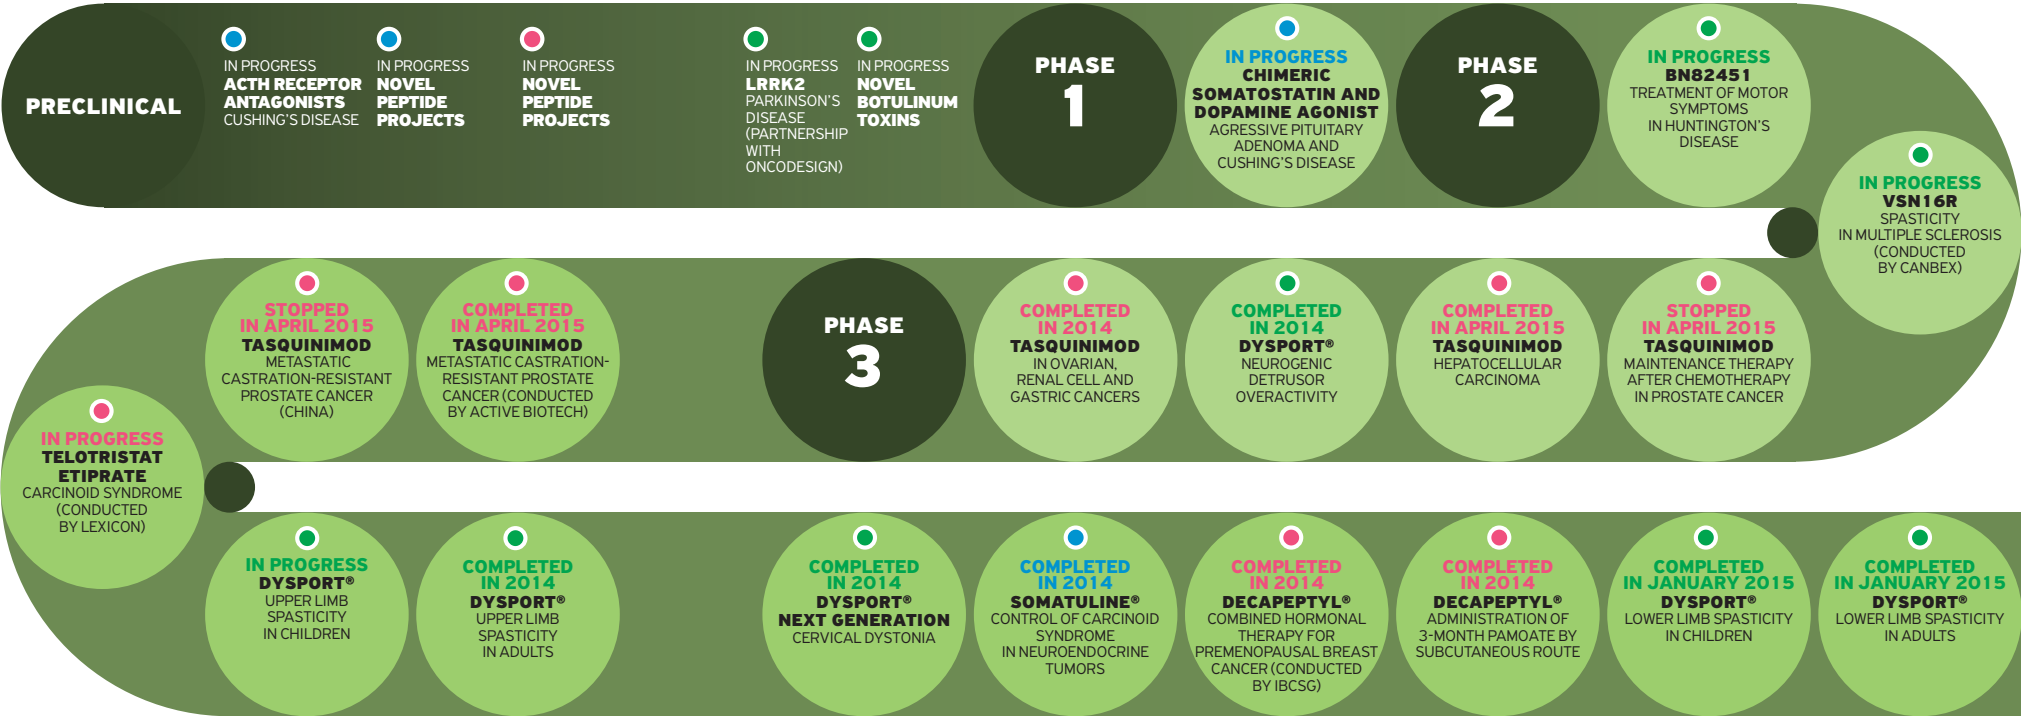 PRECLINICAL
IN PROGRESS
ACTH RECEPTOR
ANTAGONISTS
CUSHING'S DISEASE
IN PROGRESS
NOVEL
PEPTIDE
PROJECTS
IN PROGRESS
NOVEL
PEPTIDE
PROJECTS
IN PROGRESS
LRRK2
PARKINSON'S
DISEASE
(PARTNERSHIP
WITH
ONCODESIGN)
IN PROGRESS
NOVEL
BOTULINUM
TOXINS
PHASE
1
IN PROGRESS
CHIMERIC
SOMATOSTATIN AND
DOPAMINE AGONIST
AGRESSIVE PITUITARY
ADENOMA AND
CUSHING'S DISEASE
PHASE
2
IN PROGRESS
BN82451
TREATMENT OF MOTOR
SYMPTOMS
IN HUNTINGTON'S
DISEASE
IN PROGRESS
VSN16R
SPASTICITY
IN MULTIPLE SCLEROSIS
(CONDUCTED
BY CANBEX)
STOPPED
IN APRIL 2015
TASQUINIMOD
MAINTENANCE THERAPY
AFTER CHEMOTHERAPY
IN PROSTATE CANCER
COMPLETED
IN APRIL 2015
TASQUINIMOD
HEPATOCELLULAR
CARCINOMA
COMPLETED
IN 2014
DYSPORT®
NEUROGENIC
DETRUSOR
OVERACTIVITY
COMPLETED
IN 2014
TASQUINIMOD
IN OVARIAN,
RENAL CELL AND
GASTRIC CANCERS
PHASE
3
COMPLETED
IN APRIL 2015
TASQUINIMOD
METASTATIC CASTRATION-
RESISTANT PROSTATE
CANCER (CONDUCTED
BY ACTIVE BIOTECH)
STOPPED
IN APRIL 2015
TASQUINIMOD
METASTATIC
CASTRATION-RESISTANT
PROSTATE CANCER
(CHINA)
IN PROGRESS
TELOTRISTAT
ETIPRATE
CARCINOID SYNDROME
(CONDUCTED
BY LEXICON)
IN PROGRESS
DYSPORT®
UPPER LIMB
SPASTICITY
IN CHILDREN
COMPLETED
IN 2014
DYSPORT®
UPPER LIMB
SPASTICITY
IN ADULTS
COMPLETED
IN 2014
DYSPORT®
NEXT GENERATION
CERVICAL DYSTONIA
COMPLETED
IN 2014
SOMATULINE®
CONTROL OF CARCINOID
SYNDROME
IN NEUROENDOCRINE
TUMORS
COMPLETED
IN 2014
DECAPEPTYL®
COMBINED HORMONAL
THERAPY FOR
PREMENOPAUSAL BREAST
CANCER (CONDUCTED
BY IBCSG)
COMPLETED
IN 2014
DECAPEPTYL®
ADMINISTRATION OF
3-MONTH PAMOATE BY
SUBCUTANEOUS ROUTE
COMPLETED
IN JANUARY 2015
DYSPORT®
LOWER LIMB SPASTICITY
IN CHILDREN
COMPLETED
IN JANUARY 2015
DYSPORT®
LOWER LIMB SPASTICITY
IN ADULTS